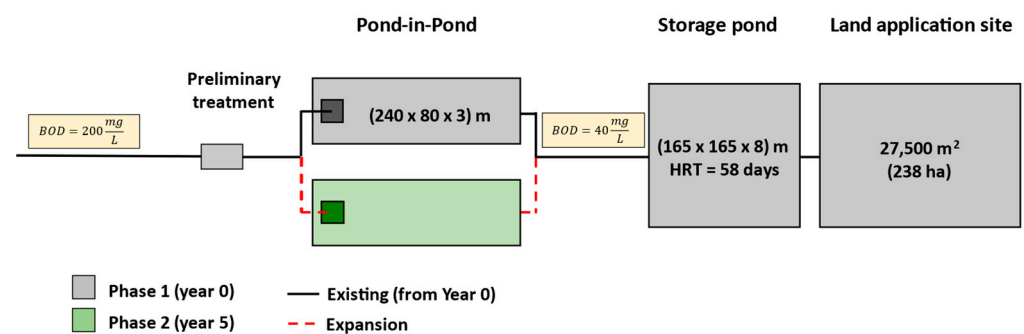 Pond-in-Pond
Storage pond
Land application site
Preliminary
treatment
BOD = 200 mg/L
(240 x 80 x 3) m
BOD = 40 mg/L
(165 x 165 x 8) m
HRT = 58 days
27,500 m²
(238 ha)
Phase 1 (year 0)
Existing (from Year 0)
Phase 2 (year 5)
Expansion